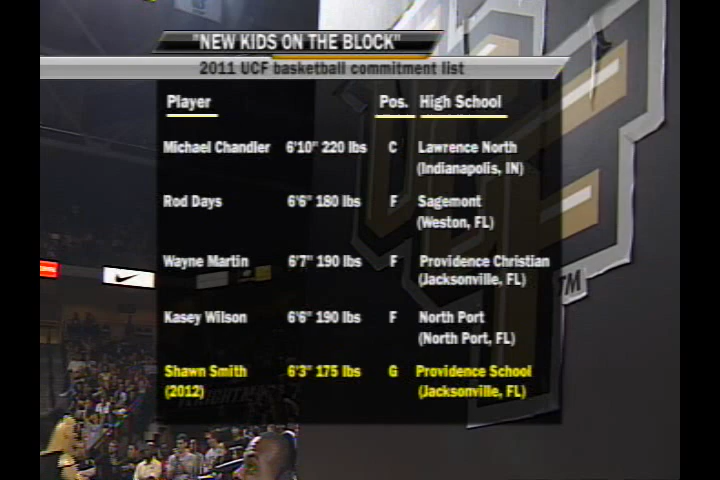 "NEW KIDS ON THE BLOCK"
2011 UCF basketball commitment list
Player Pos. High School
Michael Chandler 6'10" 220 lbs C Lawrence North
(Indianapolis, IN)
Rod Days 6'6" 180 lbs F Sagemont
(Weston, FL)
Wayne Martin 6'7" 190 lbs F Providence Christian
(Jacksonville, FL)
TM
Kasey Wilson 6'6" 190 lbs F North Port
(North Port, FL)
Shawn Smith 6'3" 175 lbs G Providence School
(2012) (Jacksonville, FL)